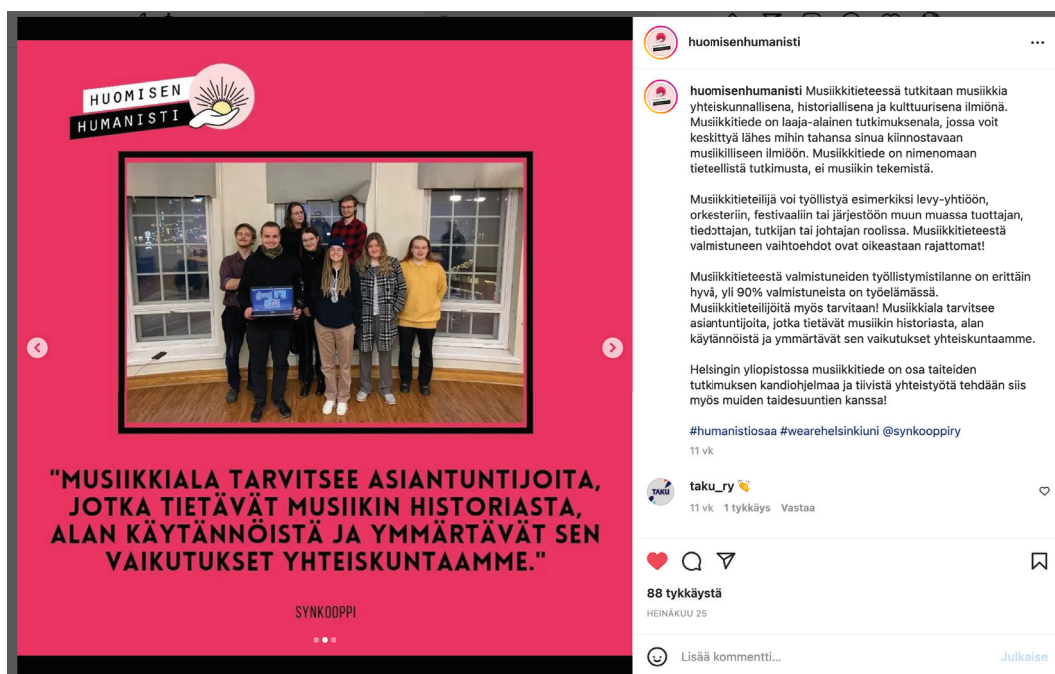 HUOMISEN
HUMANISTI
"MUSIIKKIALA TARVITSEE ASIANTUNTIJOITA,
JOTKA TIETÄVÄT MUSIIKIN HISTORIASTA,
ALAN KÄYTÄNNÖISTÄ JA YMMÄRTÄVÄT SEN
VAIKUTUKSET YHTEISKUNTAAMME."
SYNKOOPPI
huomisenhumanisti
huomisenhumanisti Musiikkitieteessä tutkitaan musiikkia
yhteiskunnallisena, historiallisena ja kulttuurisena ilmiönä.
Musiikkitiede on laaja-alainen tutkimuksenala, jossa voit
keskittyä lähes mihin tahansa sinua kiinnostavaan
musiikilliseen ilmiöön. Musiikkitiede on nimenomaan
tieteellistä tutkimusta, ei musiikin tekemistä.
Musiikkitieteilijä voi työllistyä esimerkiksi levy-yhtiöön,
orkesteriin, festivaaliin tai järjestöön muun muassa tuottajan,
tiedottajan, tutkijan tai johtajan roolissa. Musiikkitieteestä
valmistuneen vaihtoehdot ovat oikeastaan rajattomat!
Musiikkitieteestä valmistuneiden työllistymistilanne on erittäin
hyvä, yli 90% valmistuneista on työelämässä.
Musiikkitieteilijöitä myös tarvitaan! Musiikkiala tarvitsee
asiantuntijoita, jotka tietävät musiikin historiasta, alan
käytännöistä ja ymmärtävät sen vaikutukset yhteiskuntaamme.
Helsingin yliopistossa musiikkitiede on osa taiteiden
tutkimuksen kandiohjelmaa ja tiivistä yhteistyötä tehdään siis
myös muiden taidesuuntien kanssa!
#humanistiosaa #wearehelsinkiuni @synkooppiry
11 vk
TAKU
taku_ry 👏
11 vk 1 tykkäys Vastaa
88 tykkäystä
HEINÄKUU 25
Lisää kommentti...
Julkaise